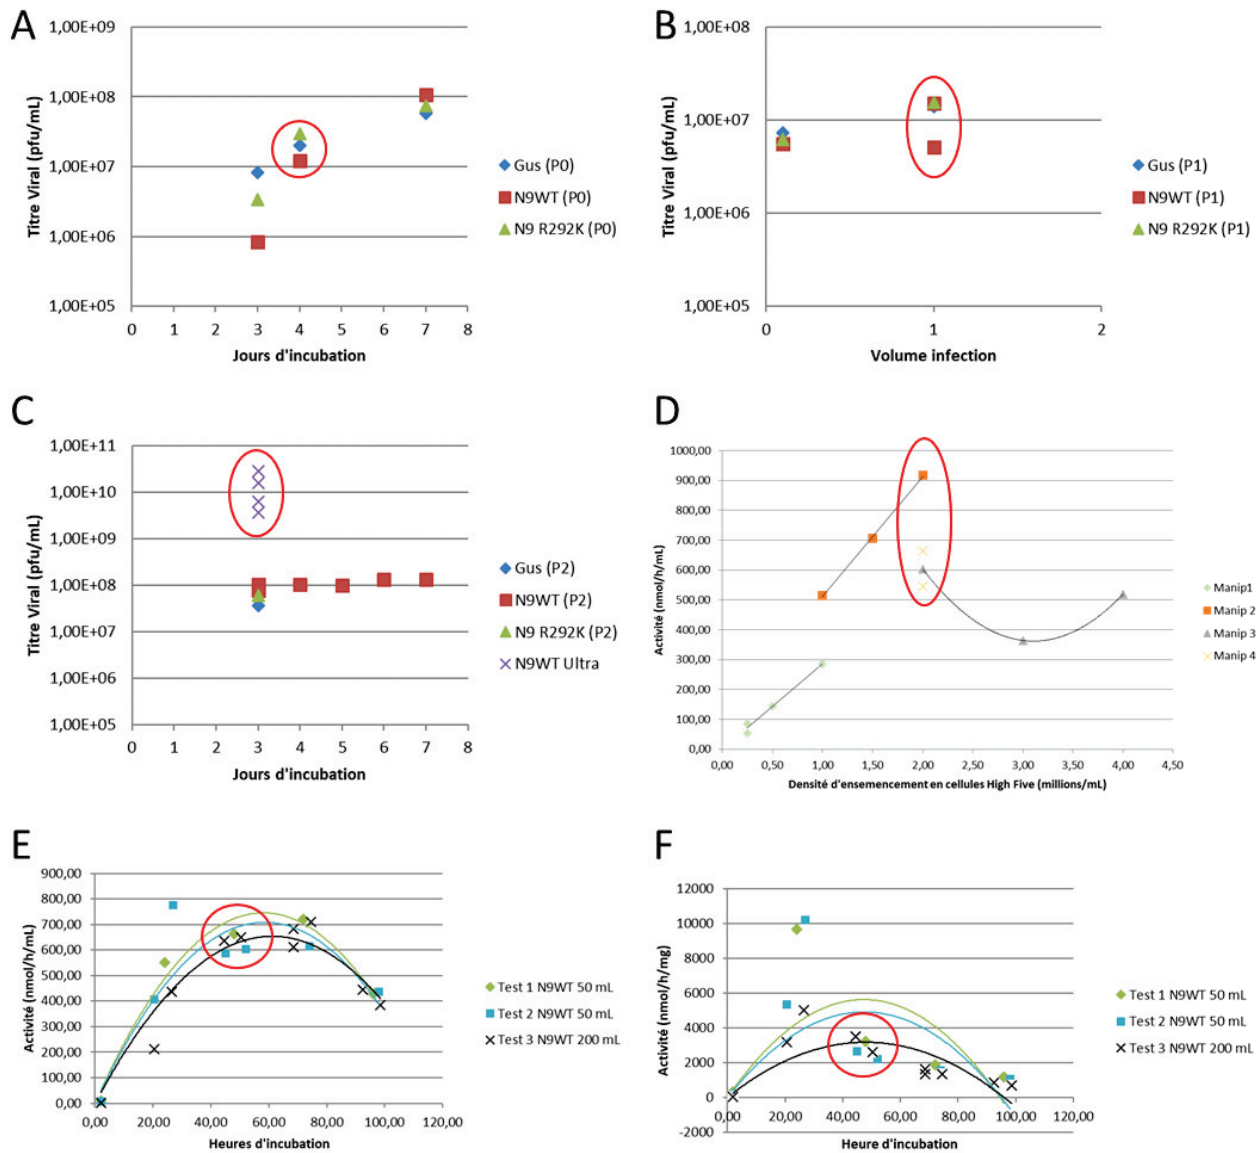 A
1,00E+09
1,00E+08
1,00E+07
1,00E+06
1,00E+05
Titre Viral (pfu/mL)
0 1 2 3 4 5 6 7 8
Jours d'incubation
Gus (P0)
N9WT (P0)
N9 R292K (P0)
B
1,00E+08
1,00E+07
1,00E+06
1,00E+05
Titre Viral (pfu/mL)
0 1 2
Volume infection
Gus (P1)
N9WT (P1)
N9 R292K (P1)
C
1,00E+11
1,00E+10
1,00E+09
1,00E+08
1,00E+07
1,00E+06
1,00E+05
Titre Viral (pfu/mL)
0 1 2 3 4 5 6 7 8
Jours d'incubation
Gus (P2)
N9WT (P2)
N9 R292K (P2)
N9WT Ultra
D
1000,00
900,00
800,00
700,00
600,00
500,00
400,00
300,00
200,00
100,00
0,00
Activité (nmol/h/mL)
0,00 0,50 1,00 1,50 2,00 2,50 3,00 3,50 4,00 4,50
Densité d'ensemencement en cellules High Five (millions/mL)
Manip1
Manip 2
Manip 3
Manip 4
E
900,00
800,00
700,00
600,00
500,00
400,00
300,00
200,00
100,00
0,00
Activité (nmol/h/mL)
0,00 20,00 40,00 60,00 80,00 100,00 120,00
Heures d'incubation
Test 1 N9WT 50 mL
Test 2 N9WT 50 mL
Test 3 N9WT 200 mL
F
12000
10000
8000
6000
4000
2000
0
-2000
Activité (nmol/h/mg)
0,00 20,00 40,00 60,00 80,00 100,00 120,00
Heure d'incubation
Test 1 N9WT 50 mL
Test 2 N9WT 50 mL
Test 3 N9WT 200 mL